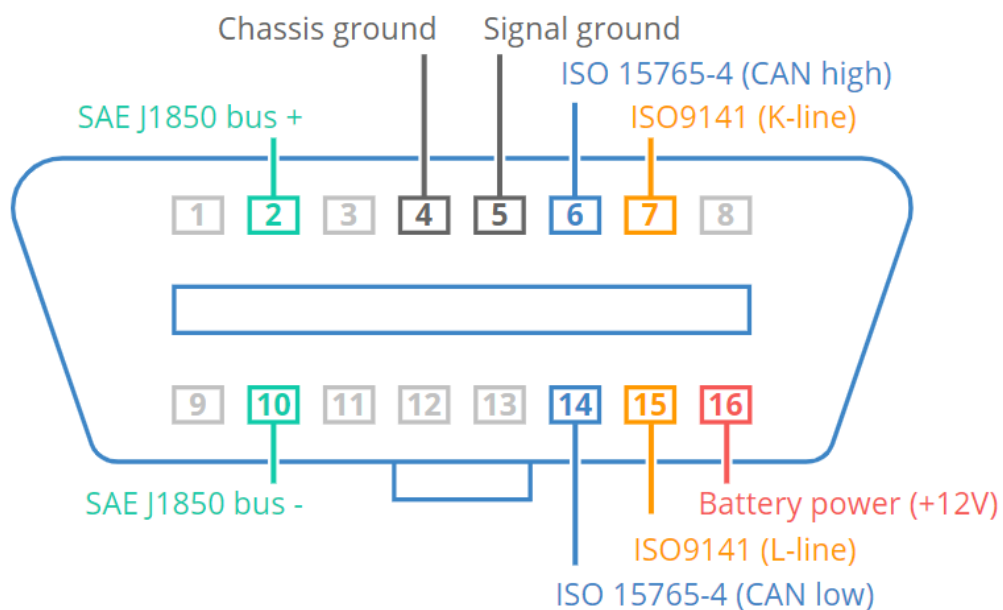 Chassis ground
Signal ground
ISO 15765-4 (CAN high)
SAE J1850 bus +
ISO9141 (K-line)
1 2 3 4 5 6 7 8
9 10 11 12 13 14 15 16
SAE J1850 bus -
Battery power (+12V)
ISO9141 (L-line)
ISO 15765-4 (CAN low)